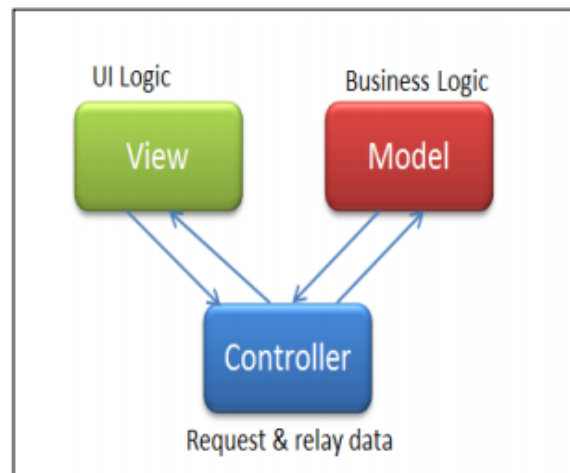 UI Logic
Business Logic
View
Model
Controller
Request & relay data